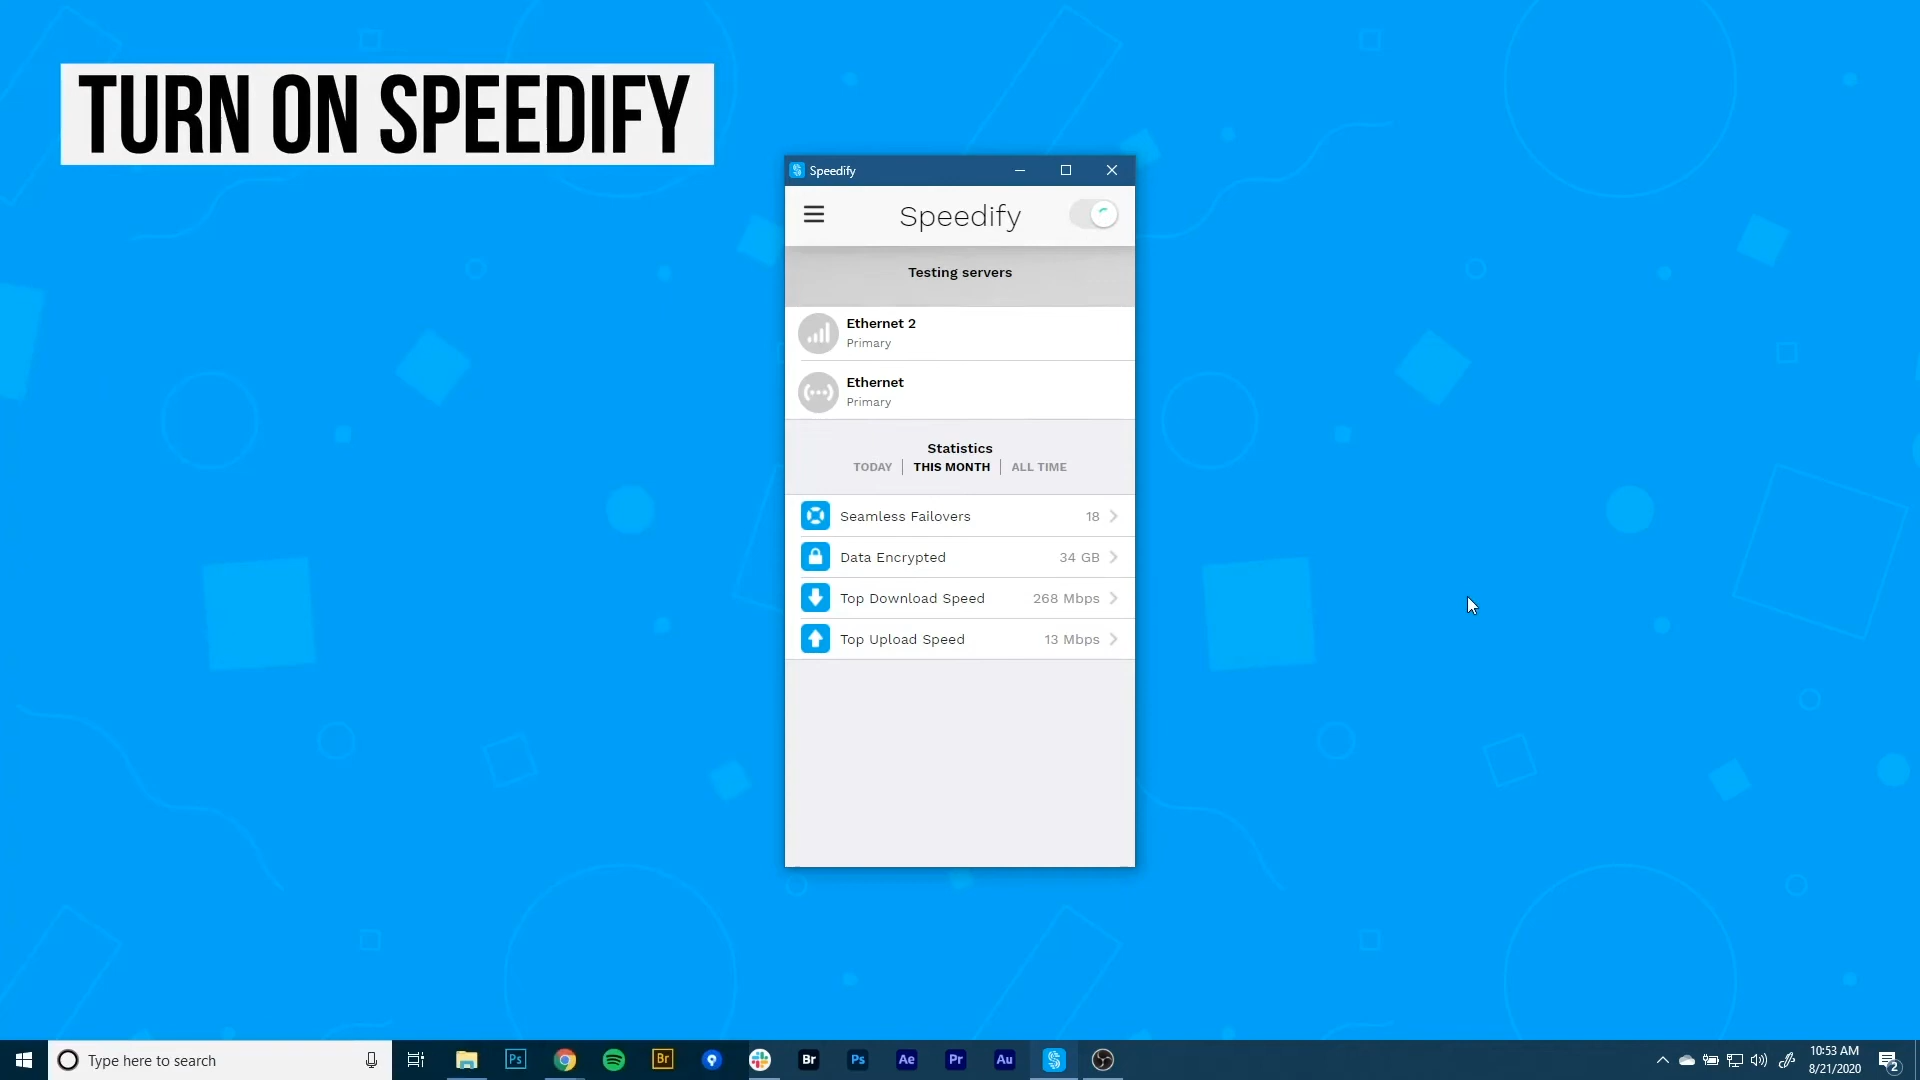 TURN ON SPEEDIFY
Speedify
Speedify
Testing servers
Ethernet 2
Primary
Ethernet
Primary
Statistics
TODAY THIS MONTH ALL TIME
Seamless Failovers 18
Data Encrypted 34 GB
Top Download Speed 268 Mbps
Top Upload Speed 13 Mbps
Type here to search
Ps
Br
Br
Ps
Ae
Pr
Au
10:53 AM
8/21/2020
2